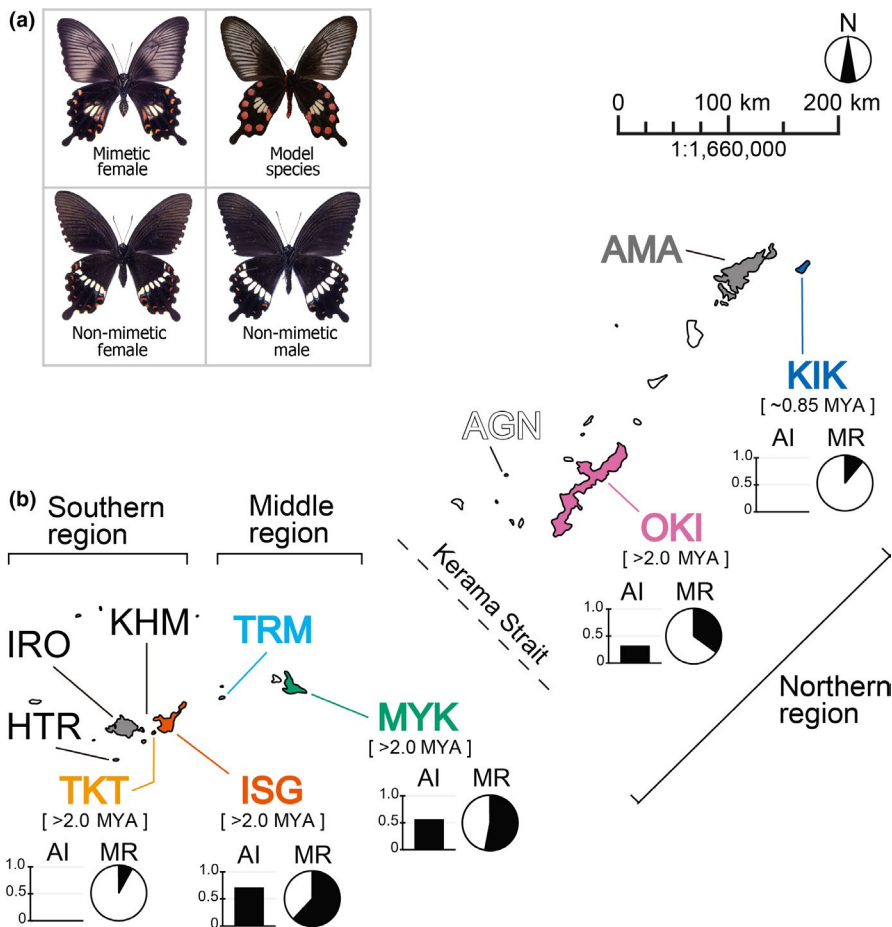 (a)
Mimetic
female
Model
species
Non-mimetic
female
Non-mimetic
male
N
0 100 km 200 km
1:1,660,000
AMA
KIK
[ ~0.85 MYA ]
AI MR
1.0
0.5
0
AGN
OKI
[ >2.0 MYA ]
AI MR
1.0
0.5
0
Kerama Strait
Northern
region
(b)
Southern
region
Middle
region
IRO
KHM
TRM
HTR
MYK
[ >2.0 MYA ]
AI MR
1.0
0.5
0
TKT
[ >2.0 MYA ]
AI MR
1.0
0.5
0
ISG
[ >2.0 MYA ]
AI MR
1.0
0.5
0